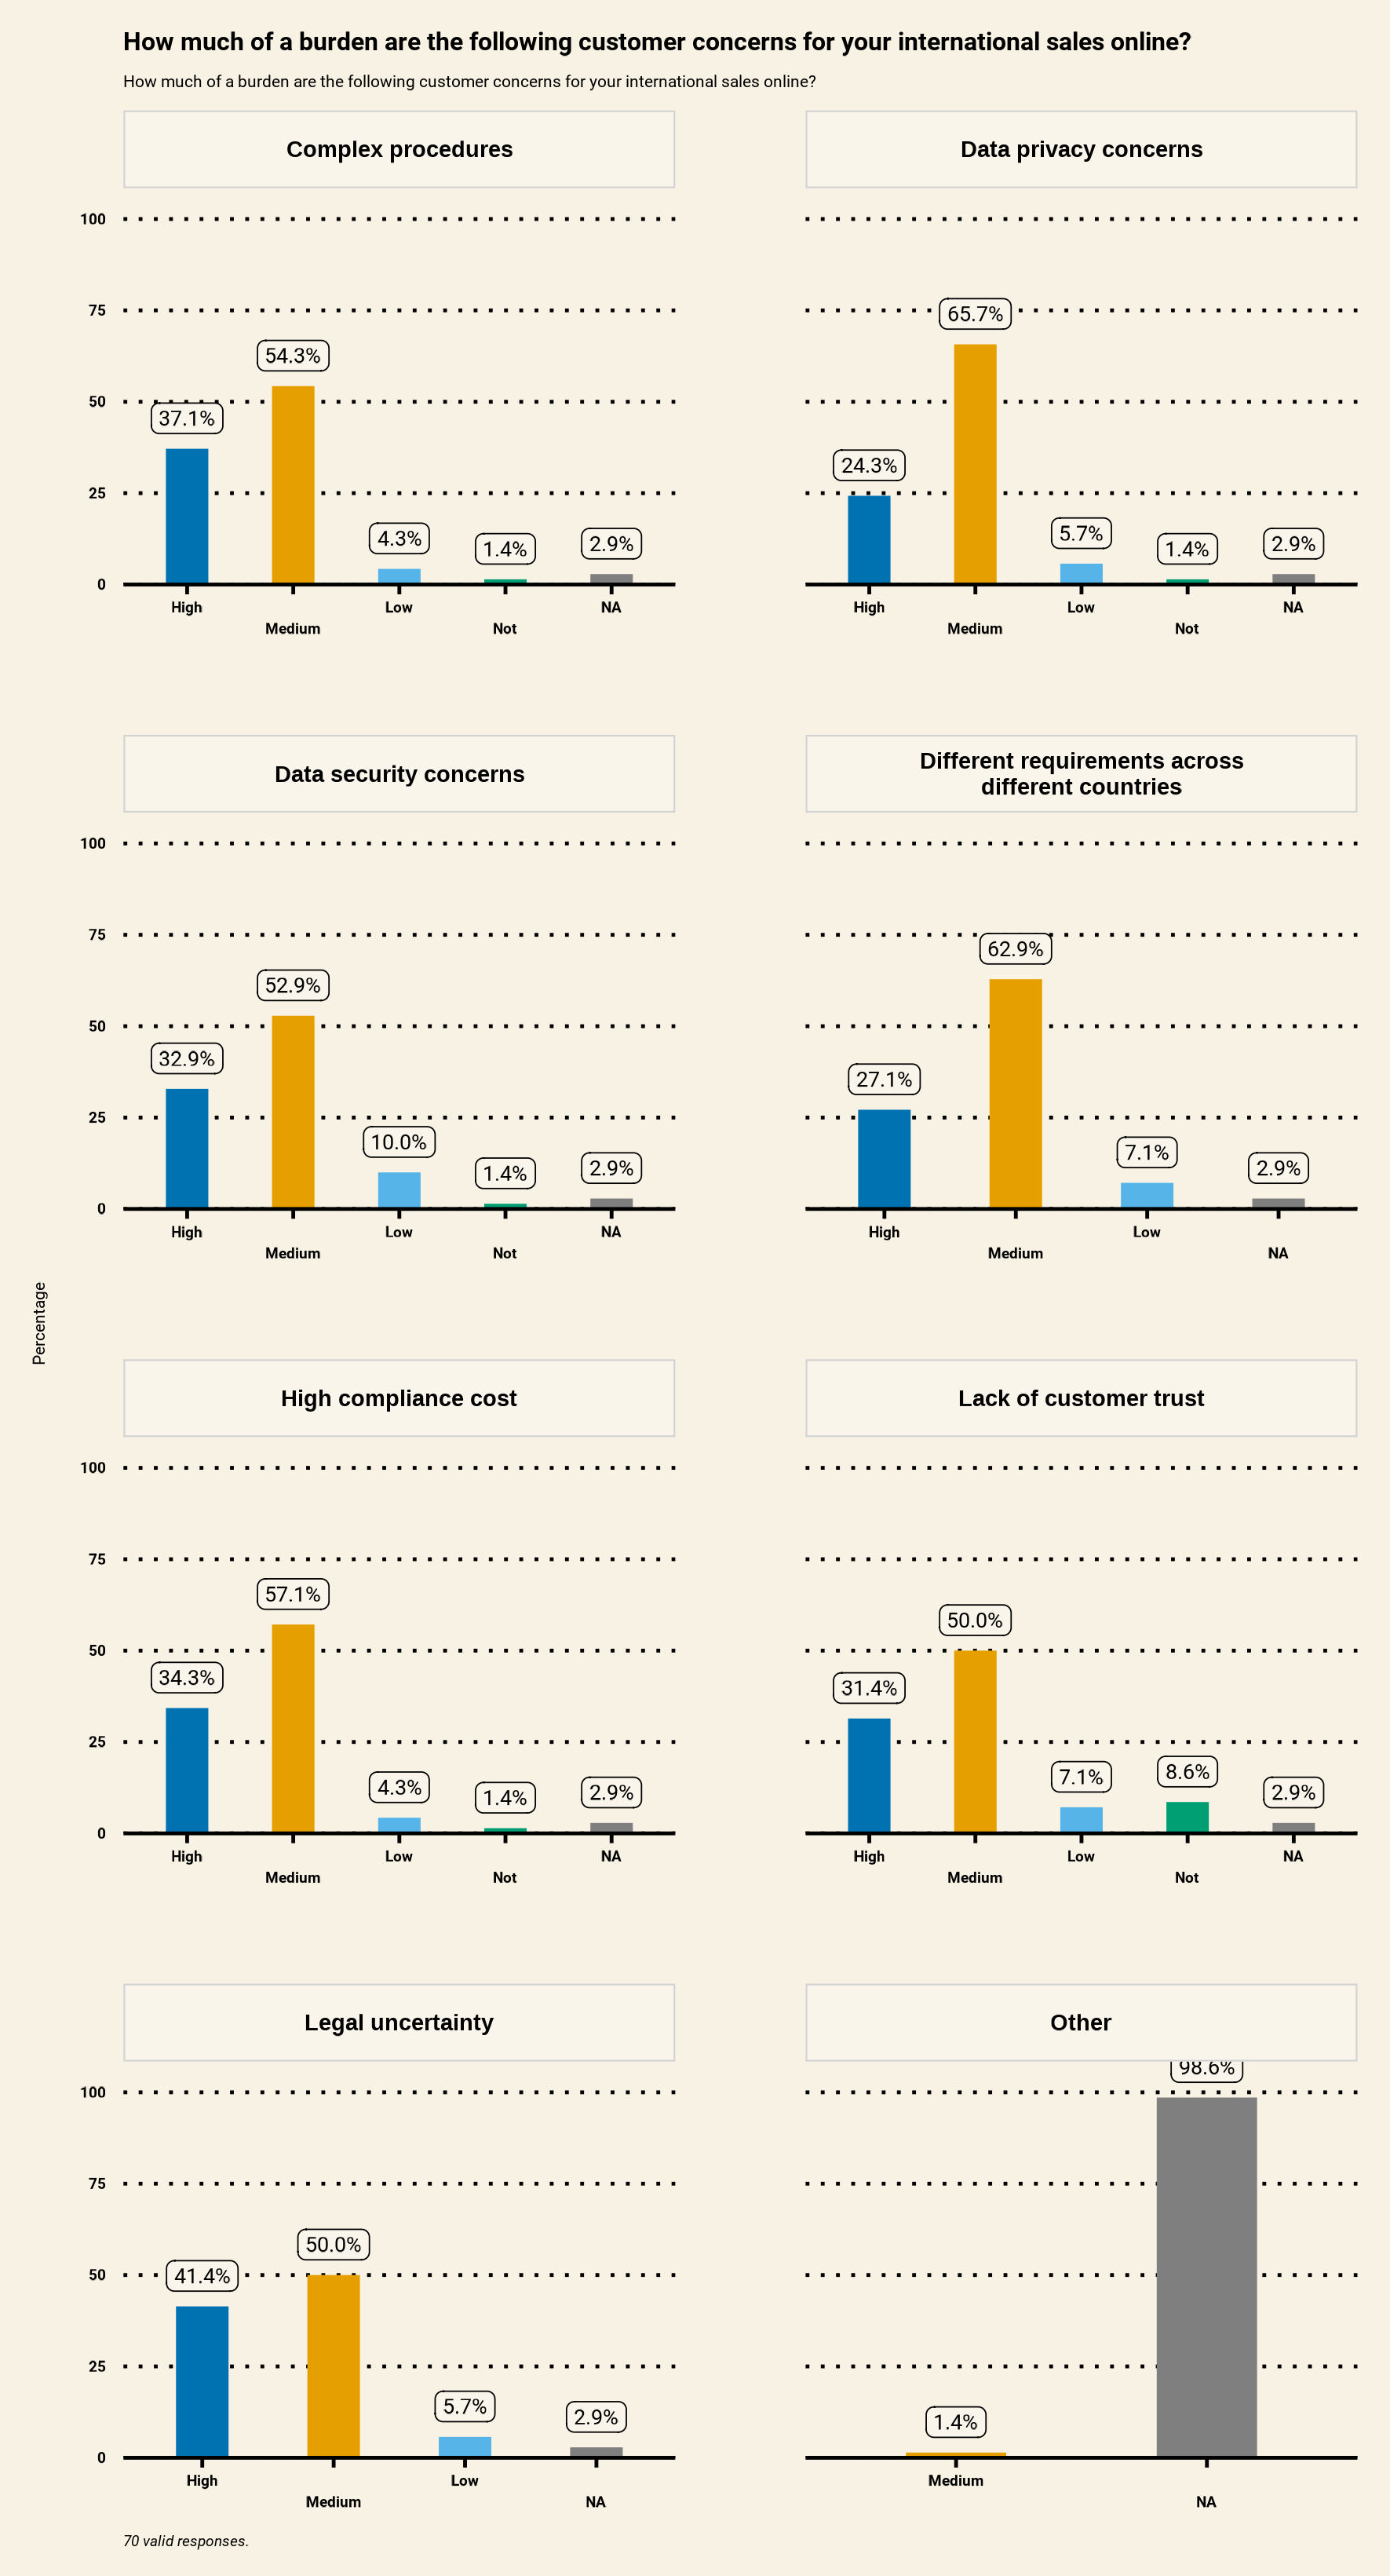 How much of a burden are the following customer concerns for your international sales online?
How much of a burden are the following customer concerns for your international sales online?
Complex procedures
100
75
50
25
0
37.1%
54.3%
4.3%
1.4%
2.9%
High
Medium
Low
Not
NA
Data privacy concerns
24.3%
65.7%
5.7%
1.4%
2.9%
High
Medium
Low
Not
NA
Data security concerns
100
75
50
25
0
32.9%
52.9%
10.0%
1.4%
2.9%
High
Medium
Low
Not
NA
Different requirements across
different countries
27.1%
62.9%
7.1%
2.9%
High
Medium
Low
NA
Percentage
High compliance cost
100
75
50
25
0
34.3%
57.1%
4.3%
1.4%
2.9%
High
Medium
Low
Not
NA
Lack of customer trust
31.4%
50.0%
7.1%
8.6%
2.9%
High
Medium
Low
Not
NA
Legal uncertainty
100
75
50
25
0
41.4%
50.0%
5.7%
2.9%
High
Medium
Low
NA
Other
1.4%
98.6%
Medium
NA
70 valid responses.